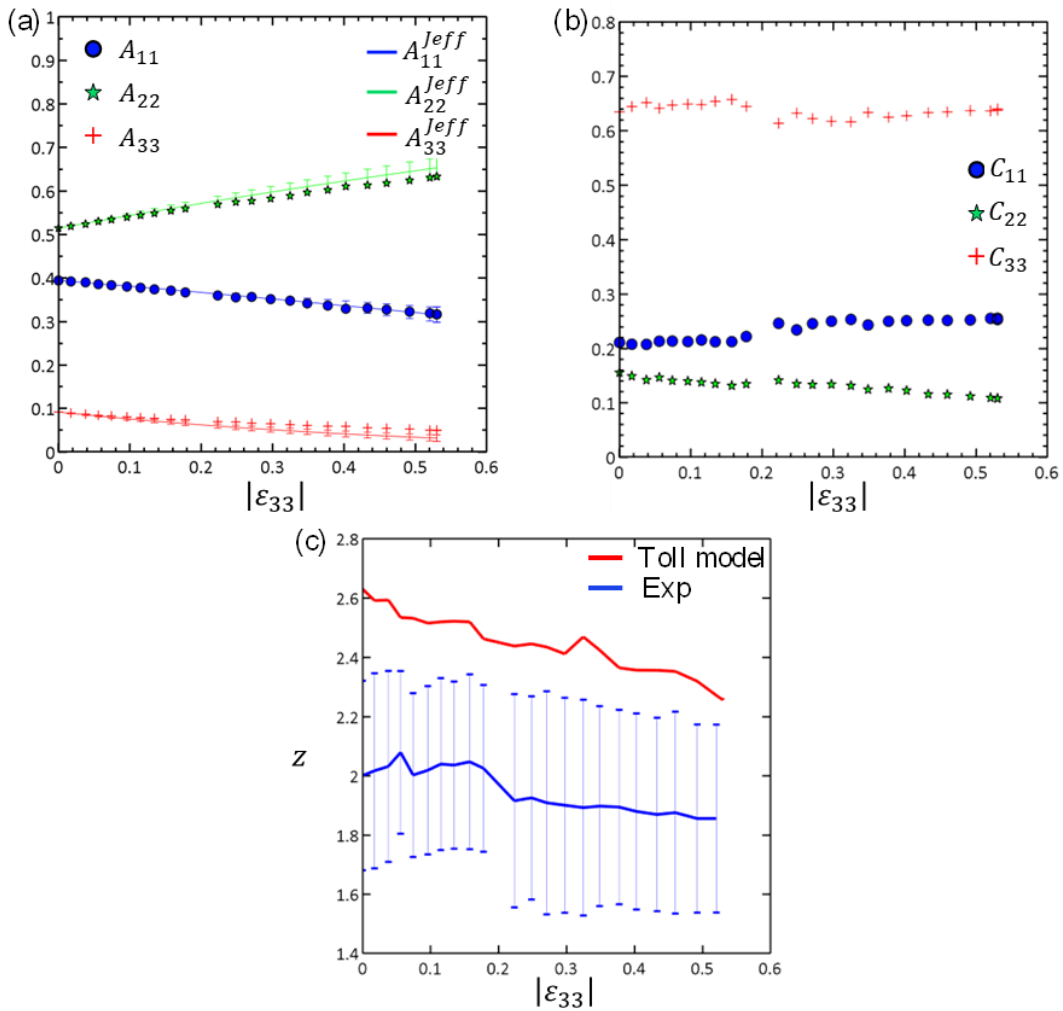 (a)
1
0.9
0.8
0.7
0.6
0.5
0.4
0.3
0.2
0.1
0
A₁₁
A₂₂
A₃₃
A₁₁^Jeff
A₂₂^Jeff
A₃₃^Jeff
0 0.1 0.2 0.3 0.4 0.5 0.6
|ε₃₃|
(b)
0.8
0.7
0.6
0.5
0.4
0.3
0.2
0.1
0
C₁₁
C₂₂
C₃₃
0 0.1 0.2 0.3 0.4 0.5 0.6
|ε₃₃|
(c)
2.8
2.6
2.4
2.2
2
1.8
1.6
1.4
z
Toll model
Exp
0 0.1 0.2 0.3 0.4 0.5 0.6
|ε₃₃|